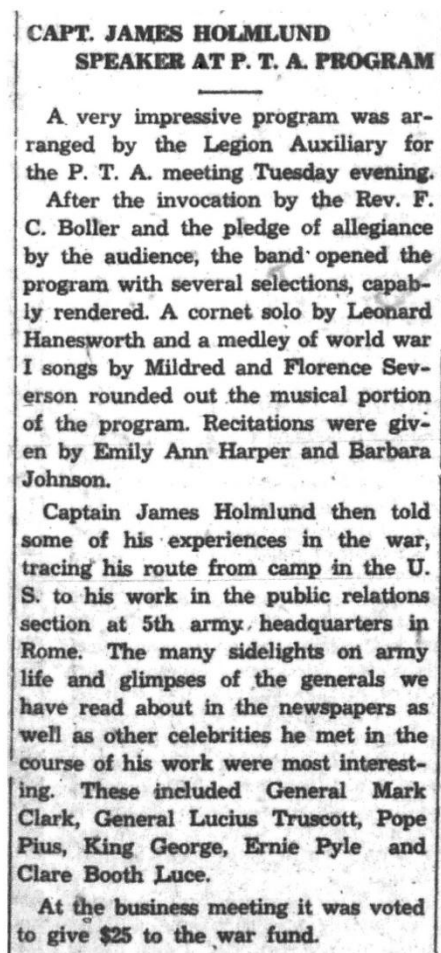 CAPT. JAMES HOLMLUND
SPEAKER AT P. T. A. PROGRAM
A very impressive program was ar-
ranged by the Legion Auxiliary for
the P. T. A. meeting Tuesday evening.
After the invocation by the Rev. F.
C. Boller and the pledge of allegiance
by the audience, the band opened the
program with several selections, capab-
ly rendered. A cornet solo by Leonard
Hanesworth and a medley of world war
I songs by Mildred and Florence Sev-
erson rounded out the musical portion
of the program. Recitations were giv-
en by Emily Ann Harper and Barbara
Johnson.
Captain James Holmlund then told
some of his experiences in the war,
tracing his route from camp in the U.
S. to his work in the public relations
section at 5th army headquarters in
Rome. The many sidelights on army
life and glimpses of the generals we
have read about in the newspapers as
well as other celebrities he met in the
course of his work were most interest-
ing. These included General Mark
Clark, General Lucius Truscott, Pope
Pius, King George, Ernie Pyle and
Clare Booth Luce.
At the business meeting it was voted
to give $25 to the war fund.